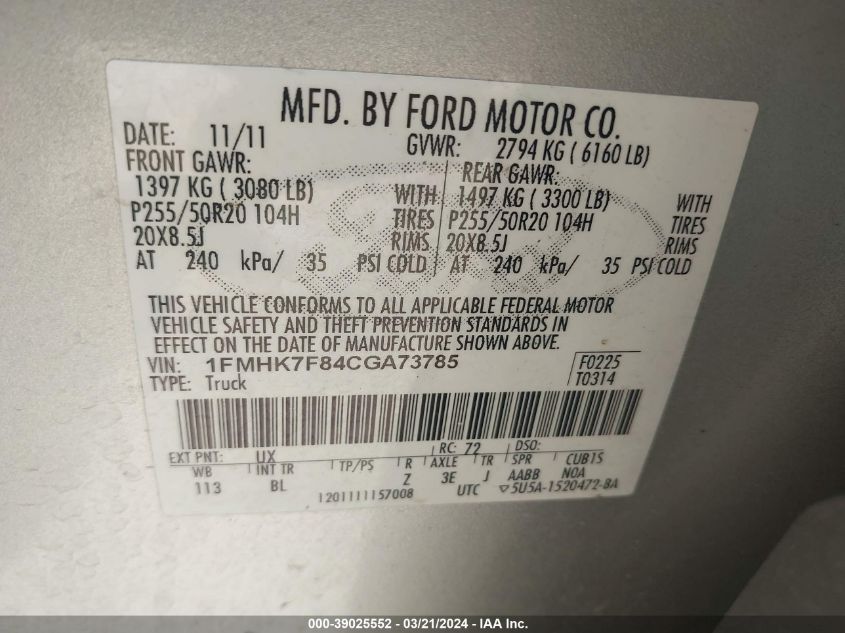 MFD. BY FORD MOTOR CO.
DATE: 11/11 GVWR: 2794 KG ( 6160 LB)
FRONT GAWR: REAR GAWR:
1397 KG ( 3080 LB) WITH 1497 KG ( 3300 LB) WITH
P255/50R20 104H TIRES P255/50R20 104H TIRES
20X8.5J RIMS 20X8.5J RIMS
AT 240 kPa/ 35 PSI COLD AT 240 kPa/ 35 PSI COLD
THIS VEHICLE CONFORMS TO ALL APPLICABLE FEDERAL MOTOR
VEHICLE SAFETY AND THEFT PREVENTION STANDARDS IN
EFFECT ON THE DATE OF MANUFACTURE SHOWN ABOVE.
VIN: 1FMHK7F84CGA73785 F0225
TYPE: Truck T0314
EXT PNT: UX RC: 72 DSO:
WB INT TR TP/PS R AXLE TR SPR CUB1S
113 BL Z 3E J AABB N0A
1201111157008 UTC ▽5U5A-1520472-BA
000-39025552 — 03/21/2024 — IAA Inc.